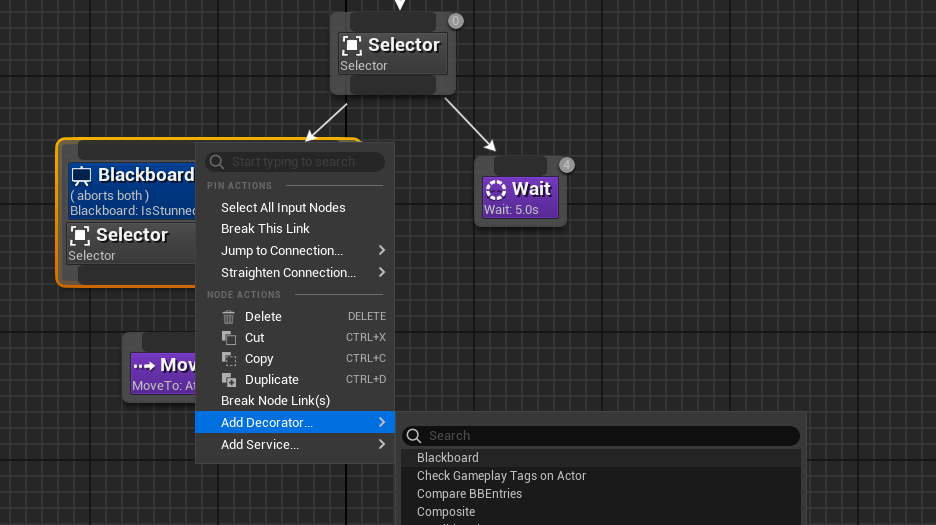 0
Selector
Selector
Blackboard
( aborts both )
Blackboard: IsStunned
Selector
Selector
4
Wait
Wait: 5.0s
Start typing to search
PIN ACTIONS
Select All Input Nodes
Break This Link
Jump to Connection...
Straighten Connection...
NODE ACTIONS
Delete DELETE
Cut CTRL+X
Copy CTRL+C
Duplicate CTRL+D
Break Node Link(s)
Add Decorator...
Add Service...
Mov
MoveTo: At
Search
Blackboard
Check Gameplay Tags on Actor
Compare BBEntries
Composite